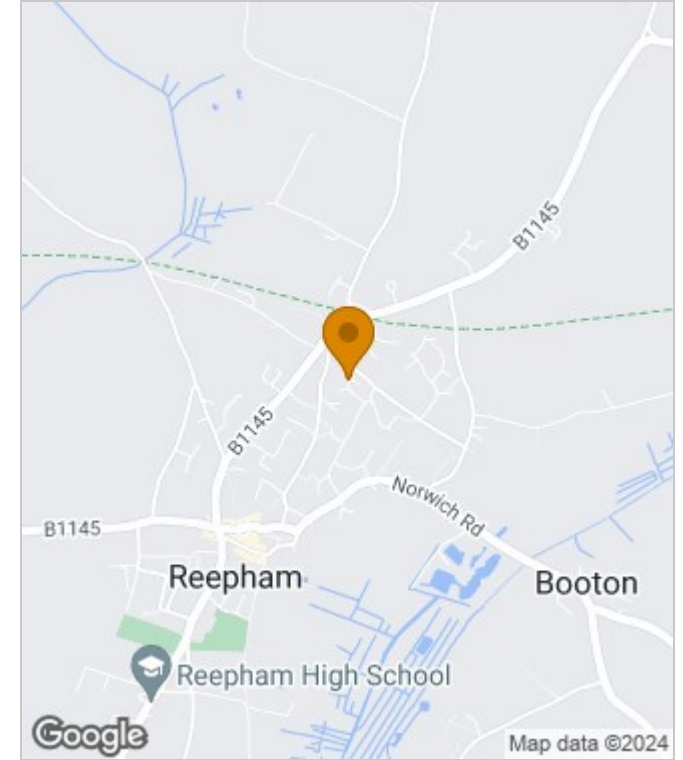 B1145
B1145
B1145
Norwich Rd
Reepham
Booton
Reepham High School
Google
Map data ©2024